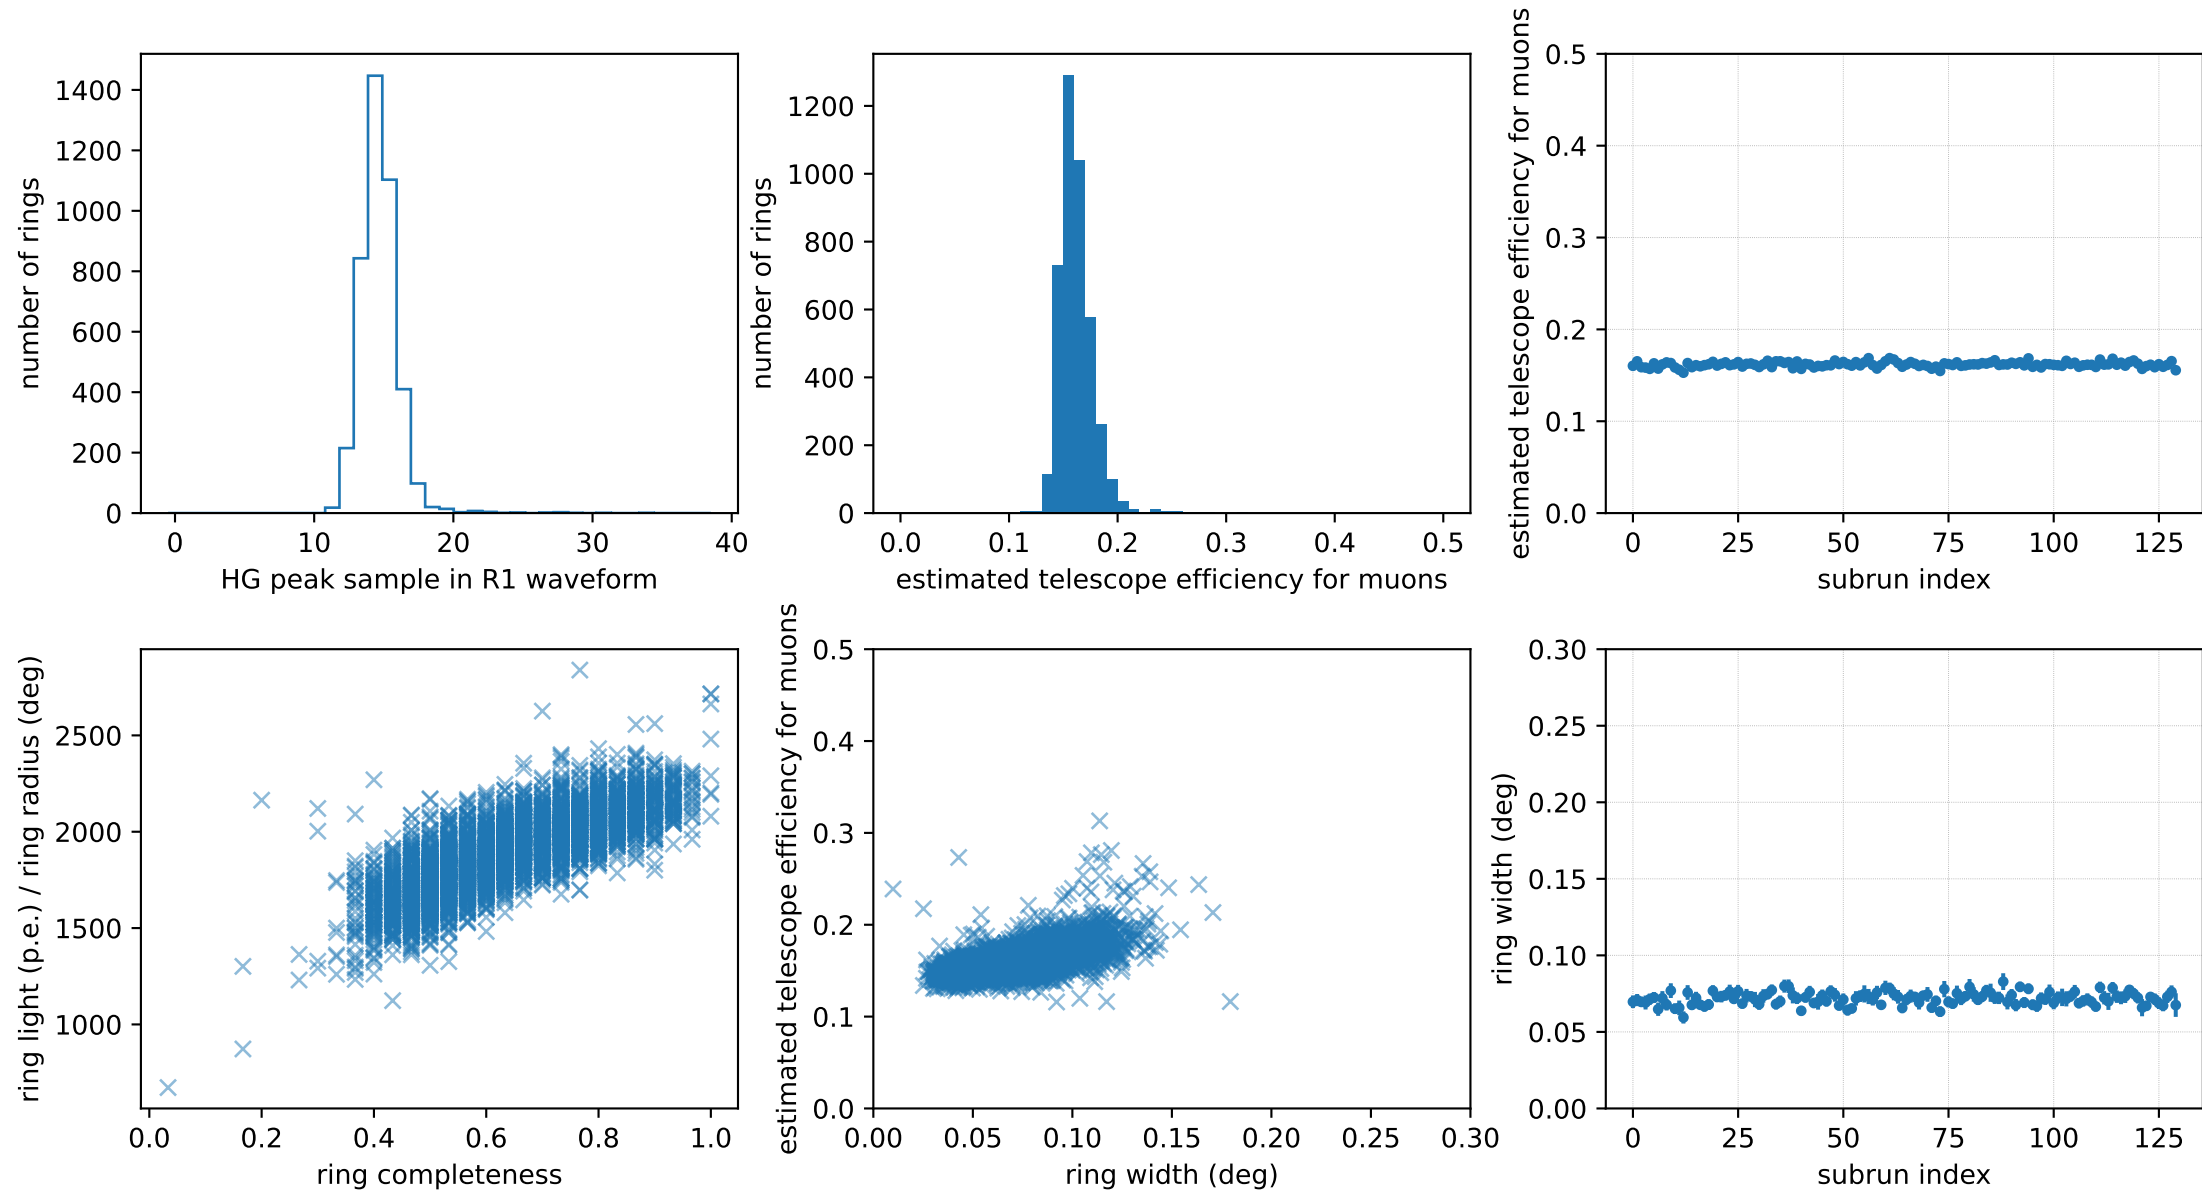 number of rings
1400
1200
1000
800
600
400
200
0
0 10 20 30 40
HG peak sample in R1 waveform
number of rings
1200
1000
800
600
400
200
0
0.0 0.1 0.2 0.3 0.4 0.5
estimated telescope efficiency for muons
estimated telescope efficiency for muons
0.5
0.4
0.3
0.2
0.1
0.0
0 25 50 75 100 125
subrun index
ring light (p.e.) / ring radius (deg)
2500
2000
1500
1000
0.0 0.2 0.4 0.6 0.8 1.0
ring completeness
estimated telescope efficiency for muons
0.5
0.4
0.3
0.2
0.1
0.0
0.00 0.05 0.10 0.15 0.20 0.25 0.30
ring width (deg)
ring width (deg)
0.30
0.25
0.20
0.15
0.10
0.05
0.00
0 25 50 75 100 125
subrun index